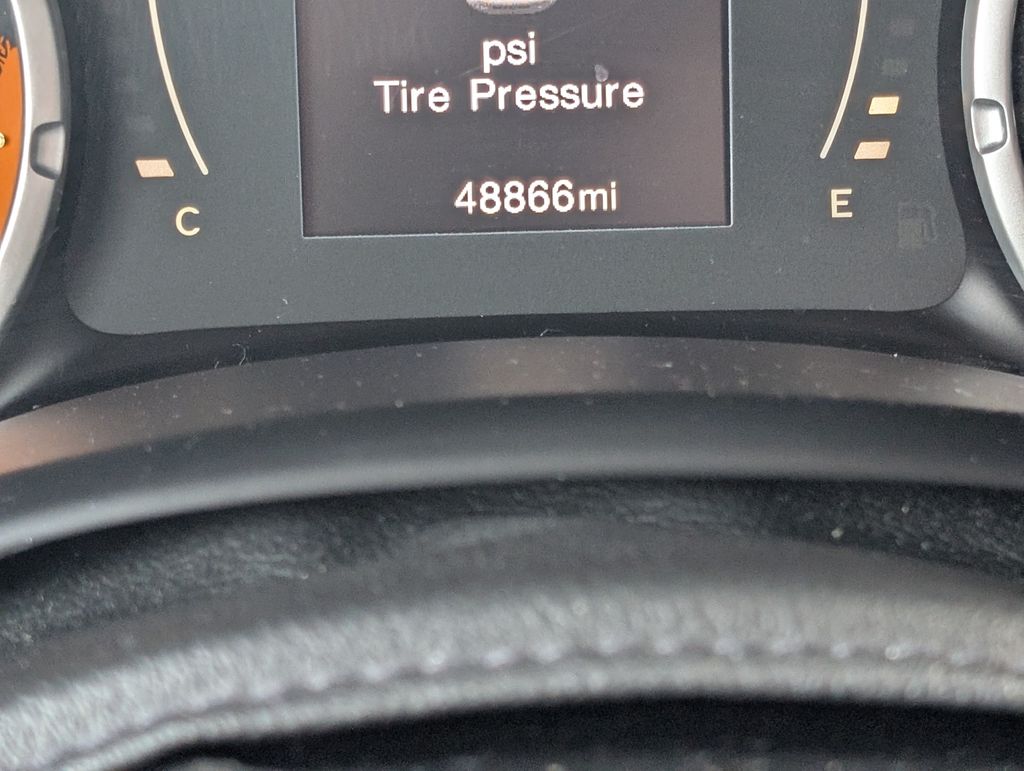 psi
Tire Pressure
48866mi
C
E